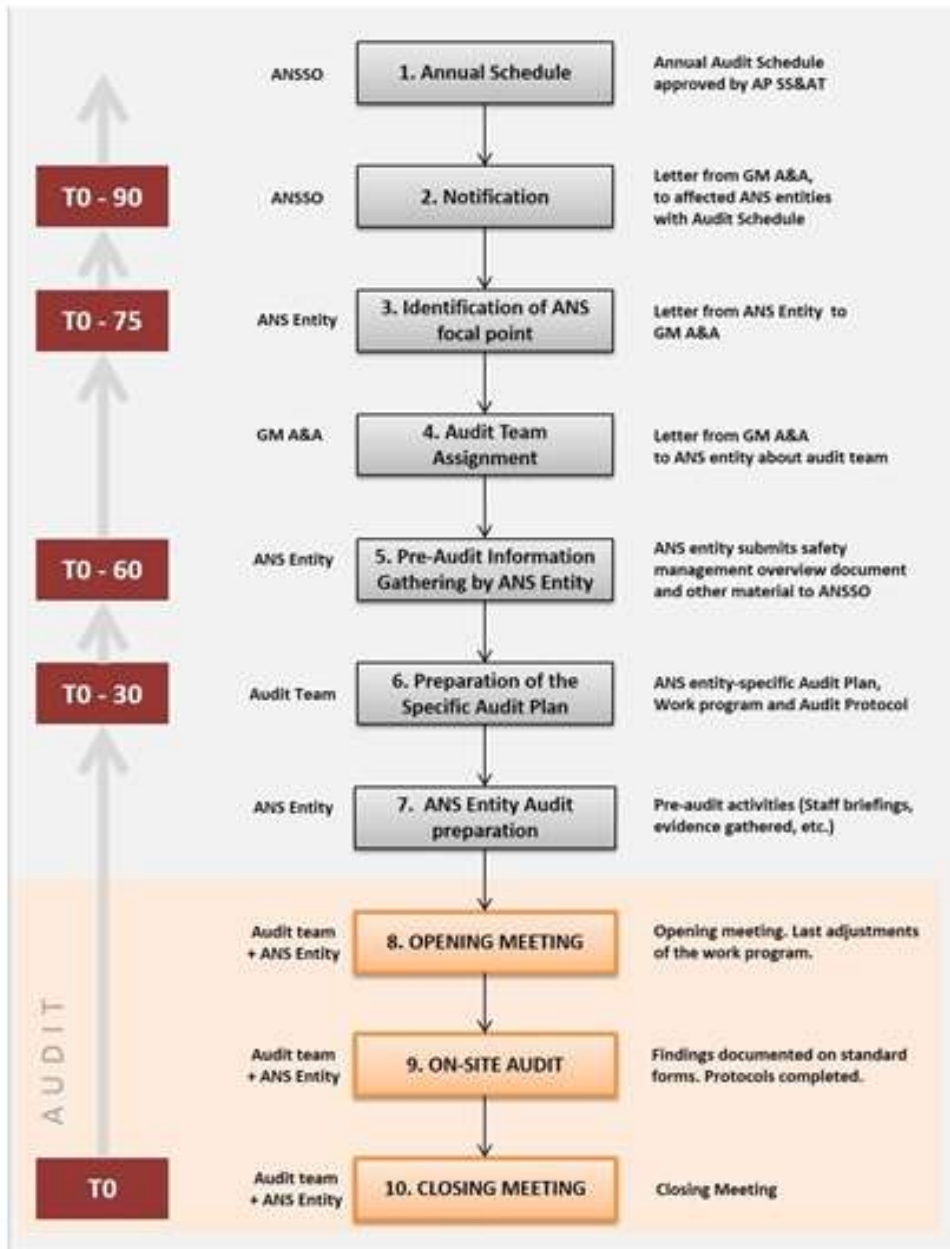 ANSSO
1. Annual Schedule
Annual Audit Schedule
approved by AP SS&AT
T0 - 90
ANSSO
2. Notification
Letter from GM A&A,
to affected ANS entities
with Audit Schedule
T0 - 75
ANS Entity
3. Identification of ANS
focal point
Letter from ANS Entity to
GM A&A
GM A&A
4. Audit Team
Assignment
Letter from GM A&A
to ANS entity about audit team
T0 - 60
ANS Entity
5. Pre-Audit Information
Gathering by ANS Entity
ANS entity submits safety
management overview document
and other material to ANSSO
T0 - 30
Audit Team
6. Preparation of the
Specific Audit Plan
ANS entity-specific Audit Plan,
Work program and Audit Protocol
ANS Entity
7. ANS Entity Audit
preparation
Pre-audit activities (Staff briefings,
evidence gathered, etc.)
AUDIT
Audit team
+ ANS Entity
8. OPENING MEETING
Opening meeting. Last adjustments
of the work program.
Audit team
+ ANS Entity
9. ON-SITE AUDIT
Findings documented on standard
forms. Protocols completed.
T0
Audit team
+ ANS Entity
10. CLOSING MEETING
Closing Meeting